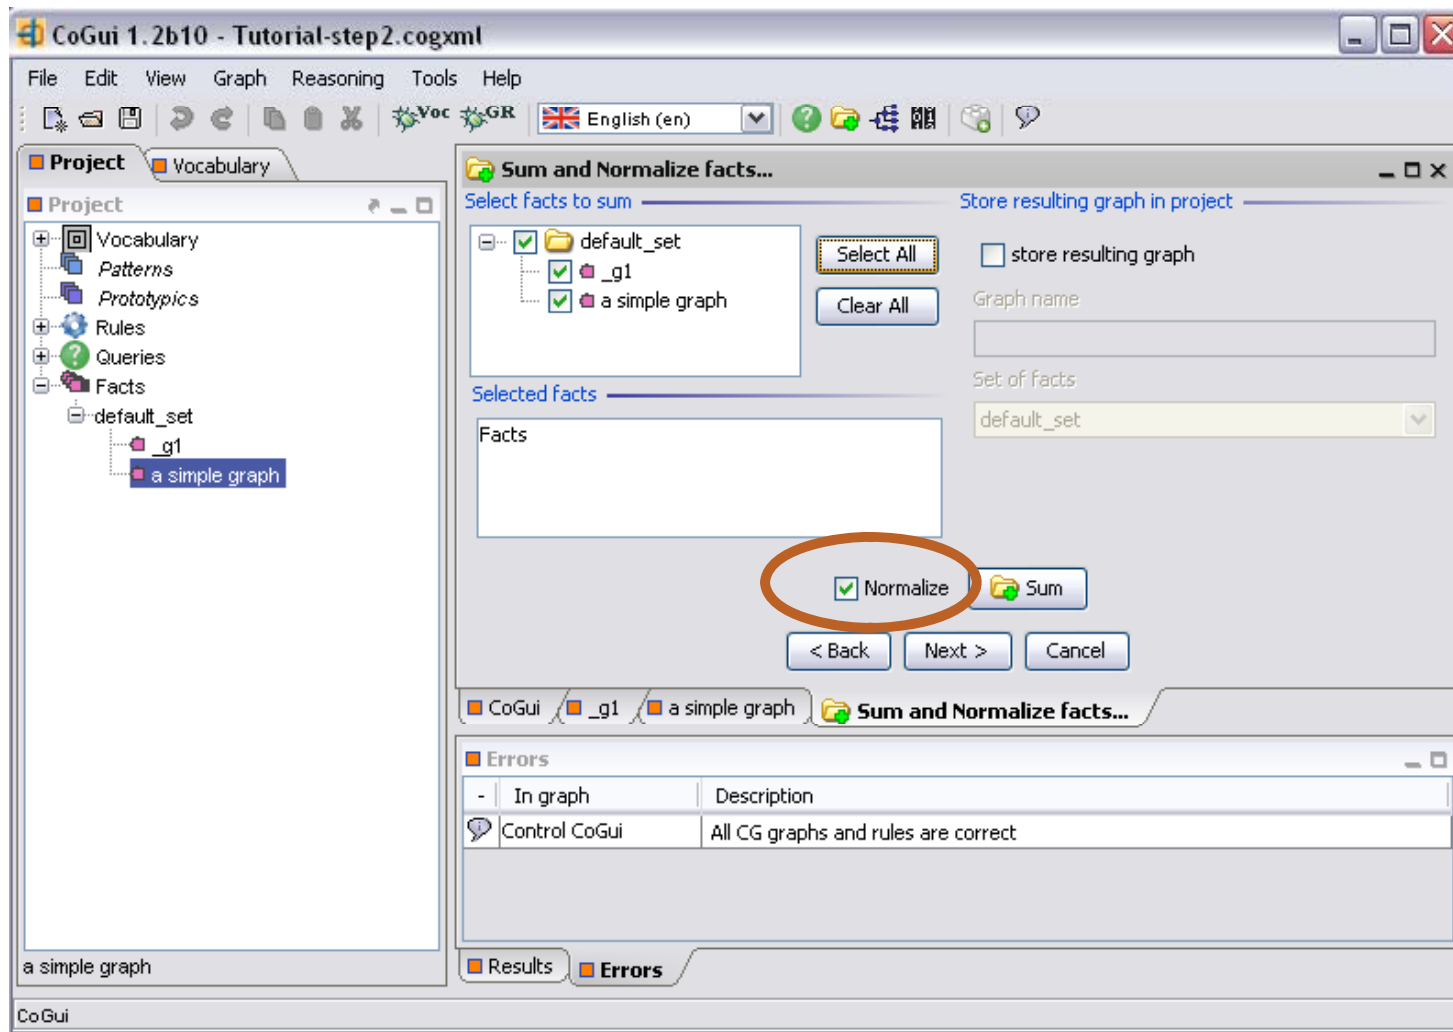 CoGui 1.2b10 - Tutorial-step2.cogxml
File Edit View Graph Reasoning Tools Help
Voc GR English (en)
Project Vocabulary
Project
Vocabulary
Patterns
Prototypics
Rules
Queries
Facts
default_set
_g1
a simple graph
a simple graph
Sum and Normalize facts...
Select facts to sum
default_set
_g1
a simple graph
Select All
Clear All
Store resulting graph in project
store resulting graph
Graph name
Set of facts
default_set
Selected facts
Facts
Normalize Sum
< Back Next > Cancel
CoGui _g1 a simple graph Sum and Normalize facts...
Errors
- In graph Description
Control CoGui All CG graphs and rules are correct
Results Errors
CoGui